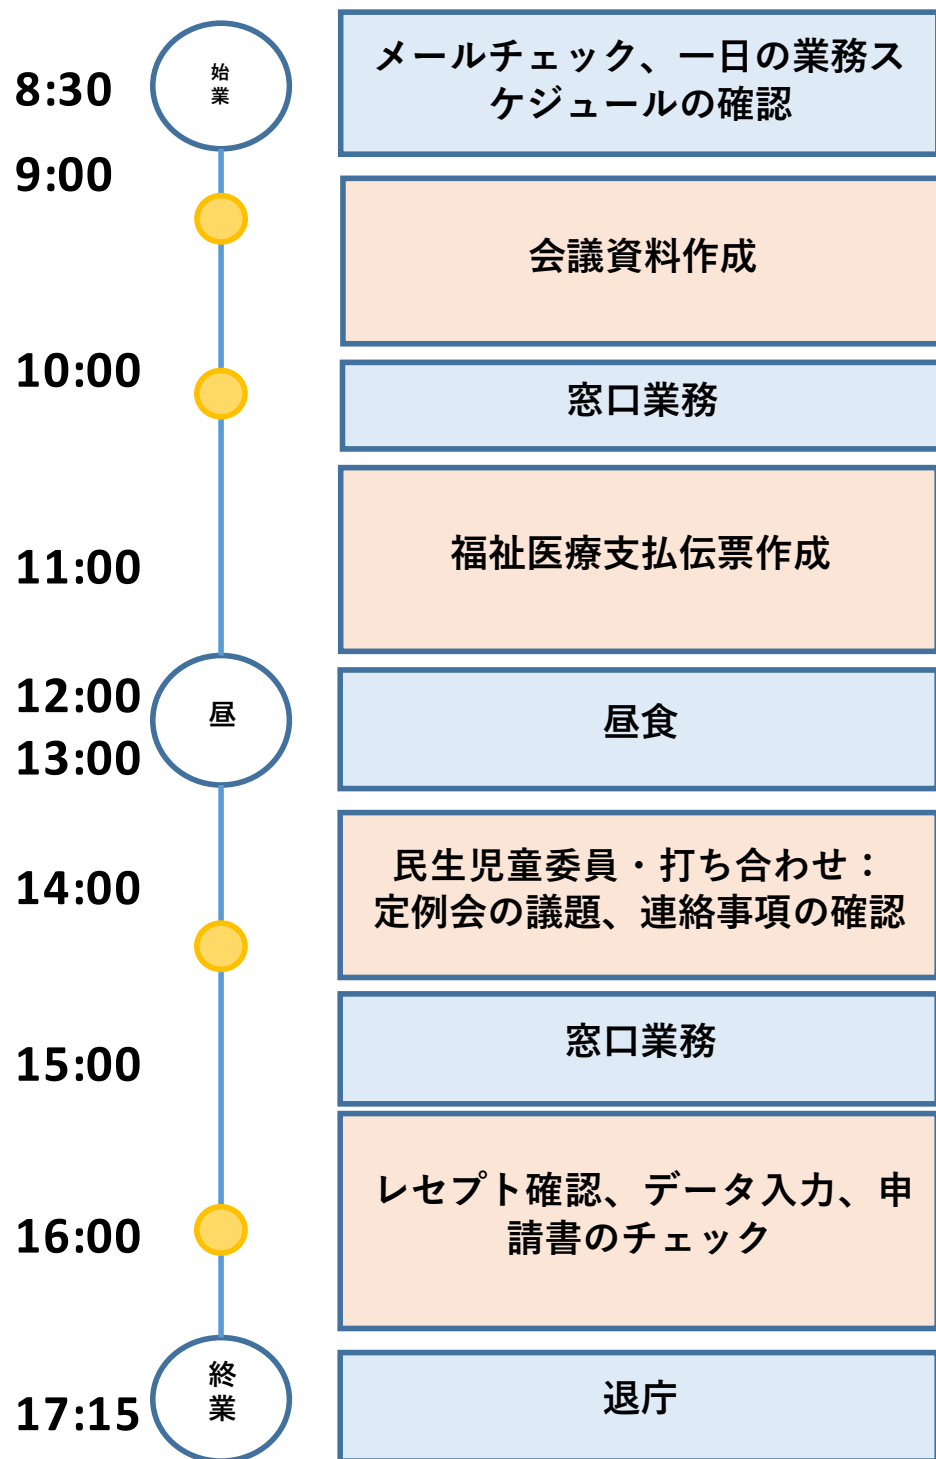 8:30
始
業
メールチェック、一日の業務ス
ケジュールの確認
9:00
会議資料作成
10:00
窓口業務
11:00
福祉医療支払伝票作成
12:00
13:00
昼
昼食
14:00
民生児童委員・打ち合わせ：
定例会の議題、連絡事項の確認
15:00
窓口業務
16:00
レセプト確認、データ入力、申
請書のチェック
17:15
終
業
退庁